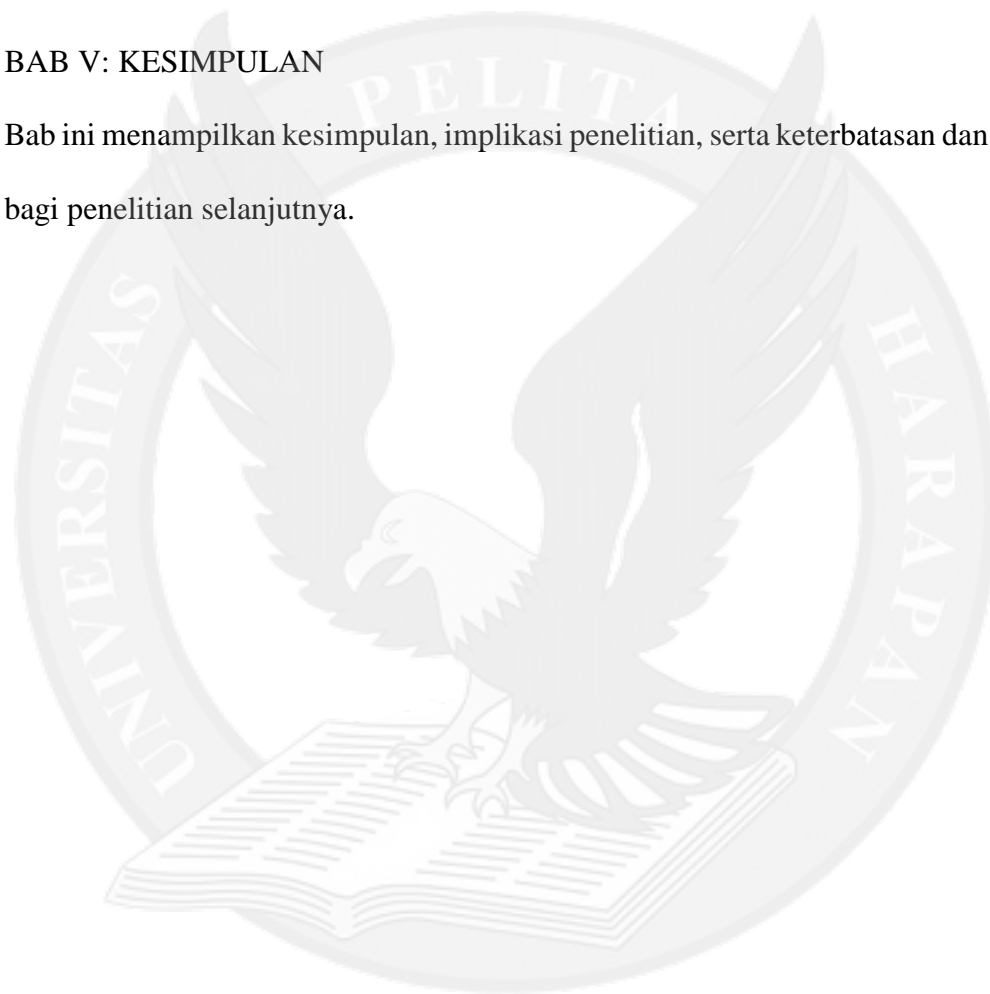 BAB V: KESIMPULAN
Bab ini menampilkan kesimpulan, implikasi penelitian, serta keterbatasan dan
bagi penelitian selanjutnya.
UNIVERSITAS PELITA HARAPAN